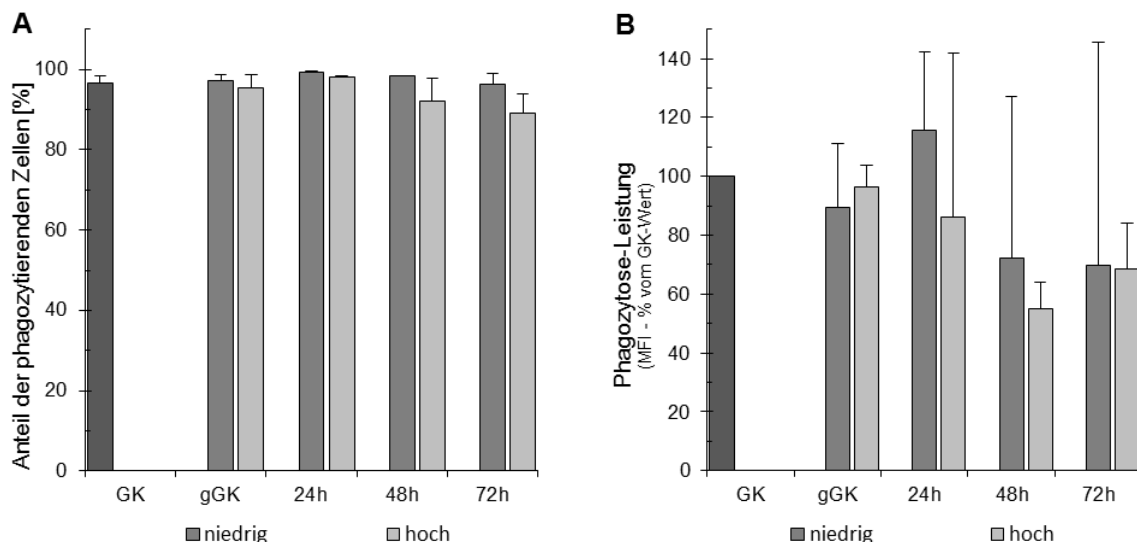 A
Anteil der phagozytierenden Zellen [%]
100
80
60
40
20
0
GK gGK 24h 48h 72h
niedrig hoch
B
Phagozytose-Leistung
(MFI - % vom GK-Wert)
140
120
100
80
60
40
20
0
GK gGK 24h 48h 72h
niedrig hoch